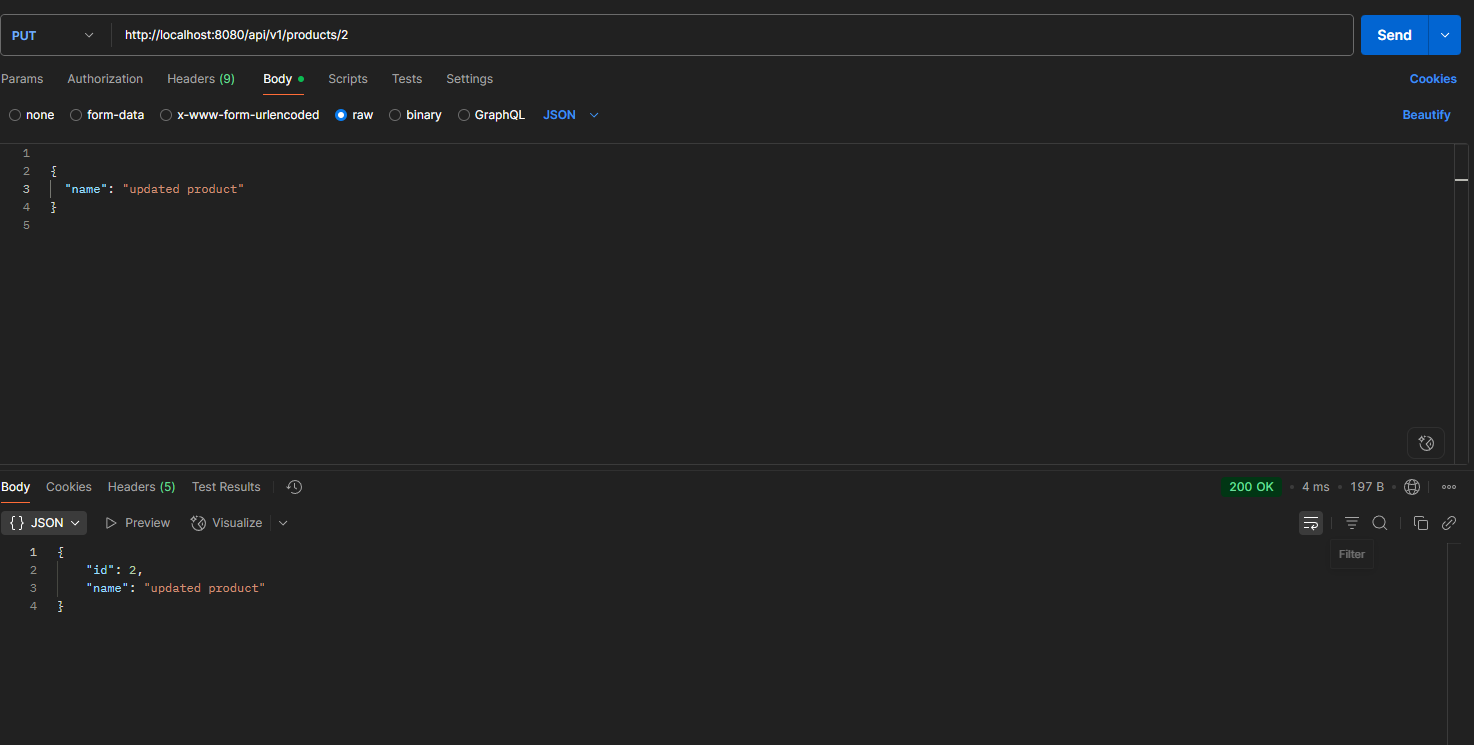 PUT http://localhost:8080/api/v1/products/2 Send
Params Authorization Headers (9) Body Scripts Tests Settings Cookies
none form-data x-www-form-urlencoded raw binary GraphQL JSON Beautify
1
2 {
3 "name": "updated product"
4 }
5
Body Cookies Headers (5) Test Results 200 OK 4 ms 197 B
{} JSON Preview Visualize
Filter
1 {
2 "id": 2,
3 "name": "updated product"
4 }